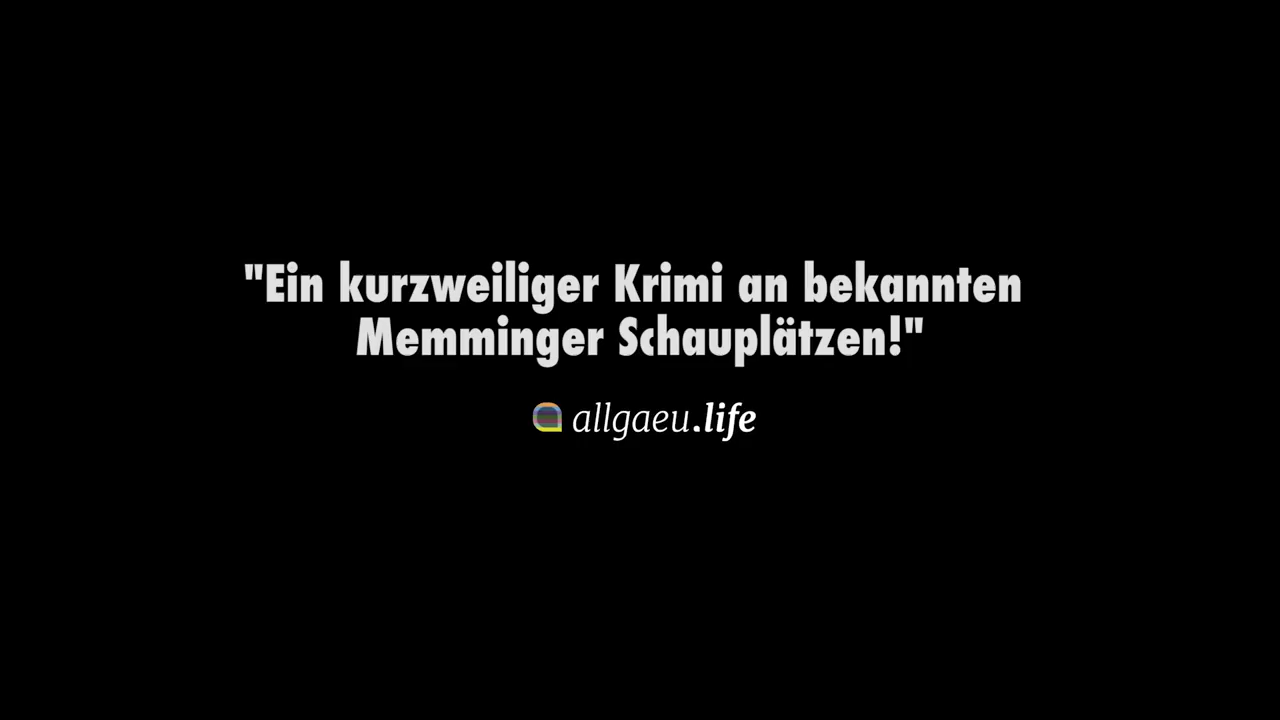 "Ein kurzweiliger Krimi an bekannten
Memminger Schauplätzen!"
allgaeu.life